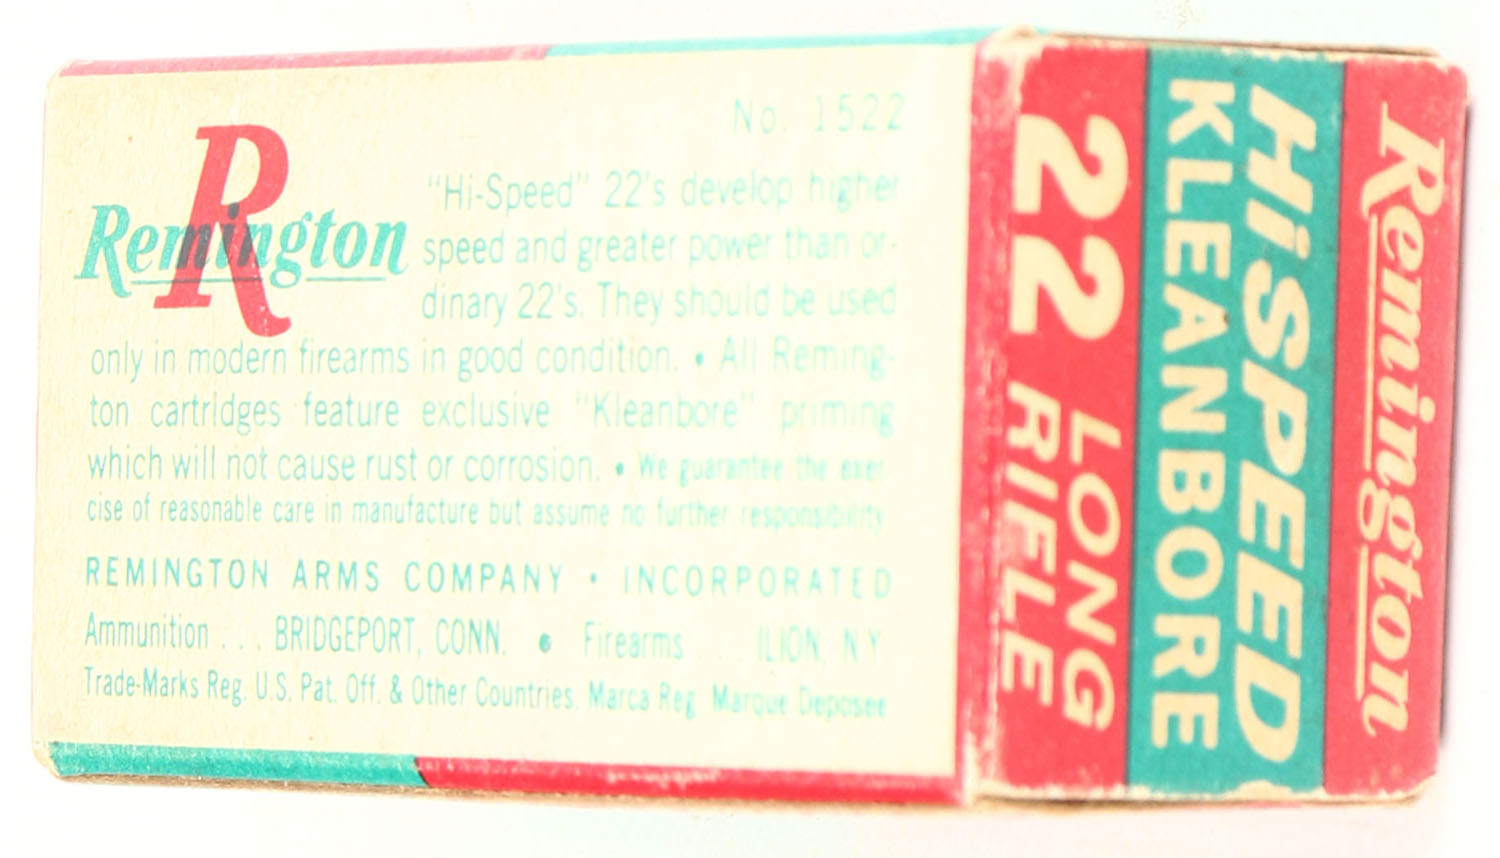 No. 1522
R
Remington
"Hi-Speed" 22's develop higher
speed and greater power than or-
dinary 22's. They should be used
only in modern firearms in good condition. • All Reming-
ton cartridges feature exclusive "Kleanbore" priming
which will not cause rust or corrosion. • We guarantee the exer
cise of reasonable care in manufacture but assume no further responsibility
REMINGTON ARMS COMPANY • INCORPORATED
Ammunition . . . BRIDGEPORT, CONN. • Firearms ILION, N.Y.
Trade-Marks Reg. U.S. Pat. Off. & Other Countries. Marca Reg. Marque Deposee
Remington
HiSPEED
KLEANBORE
22 LONG
RIFLE